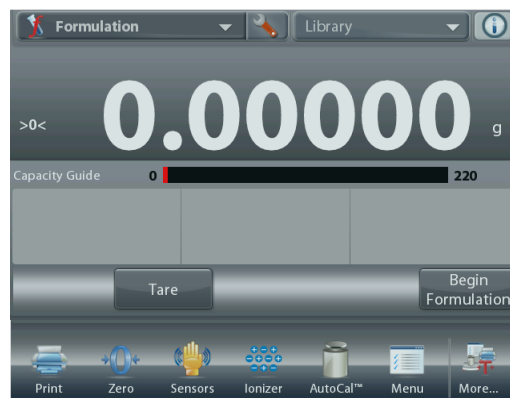 Formulation
Library
>0<
0.00000
g
Capacity Guide 0 220
Tare
Begin
Formulation
Print Zero Sensors Ionizer AutoCal™ Menu More...